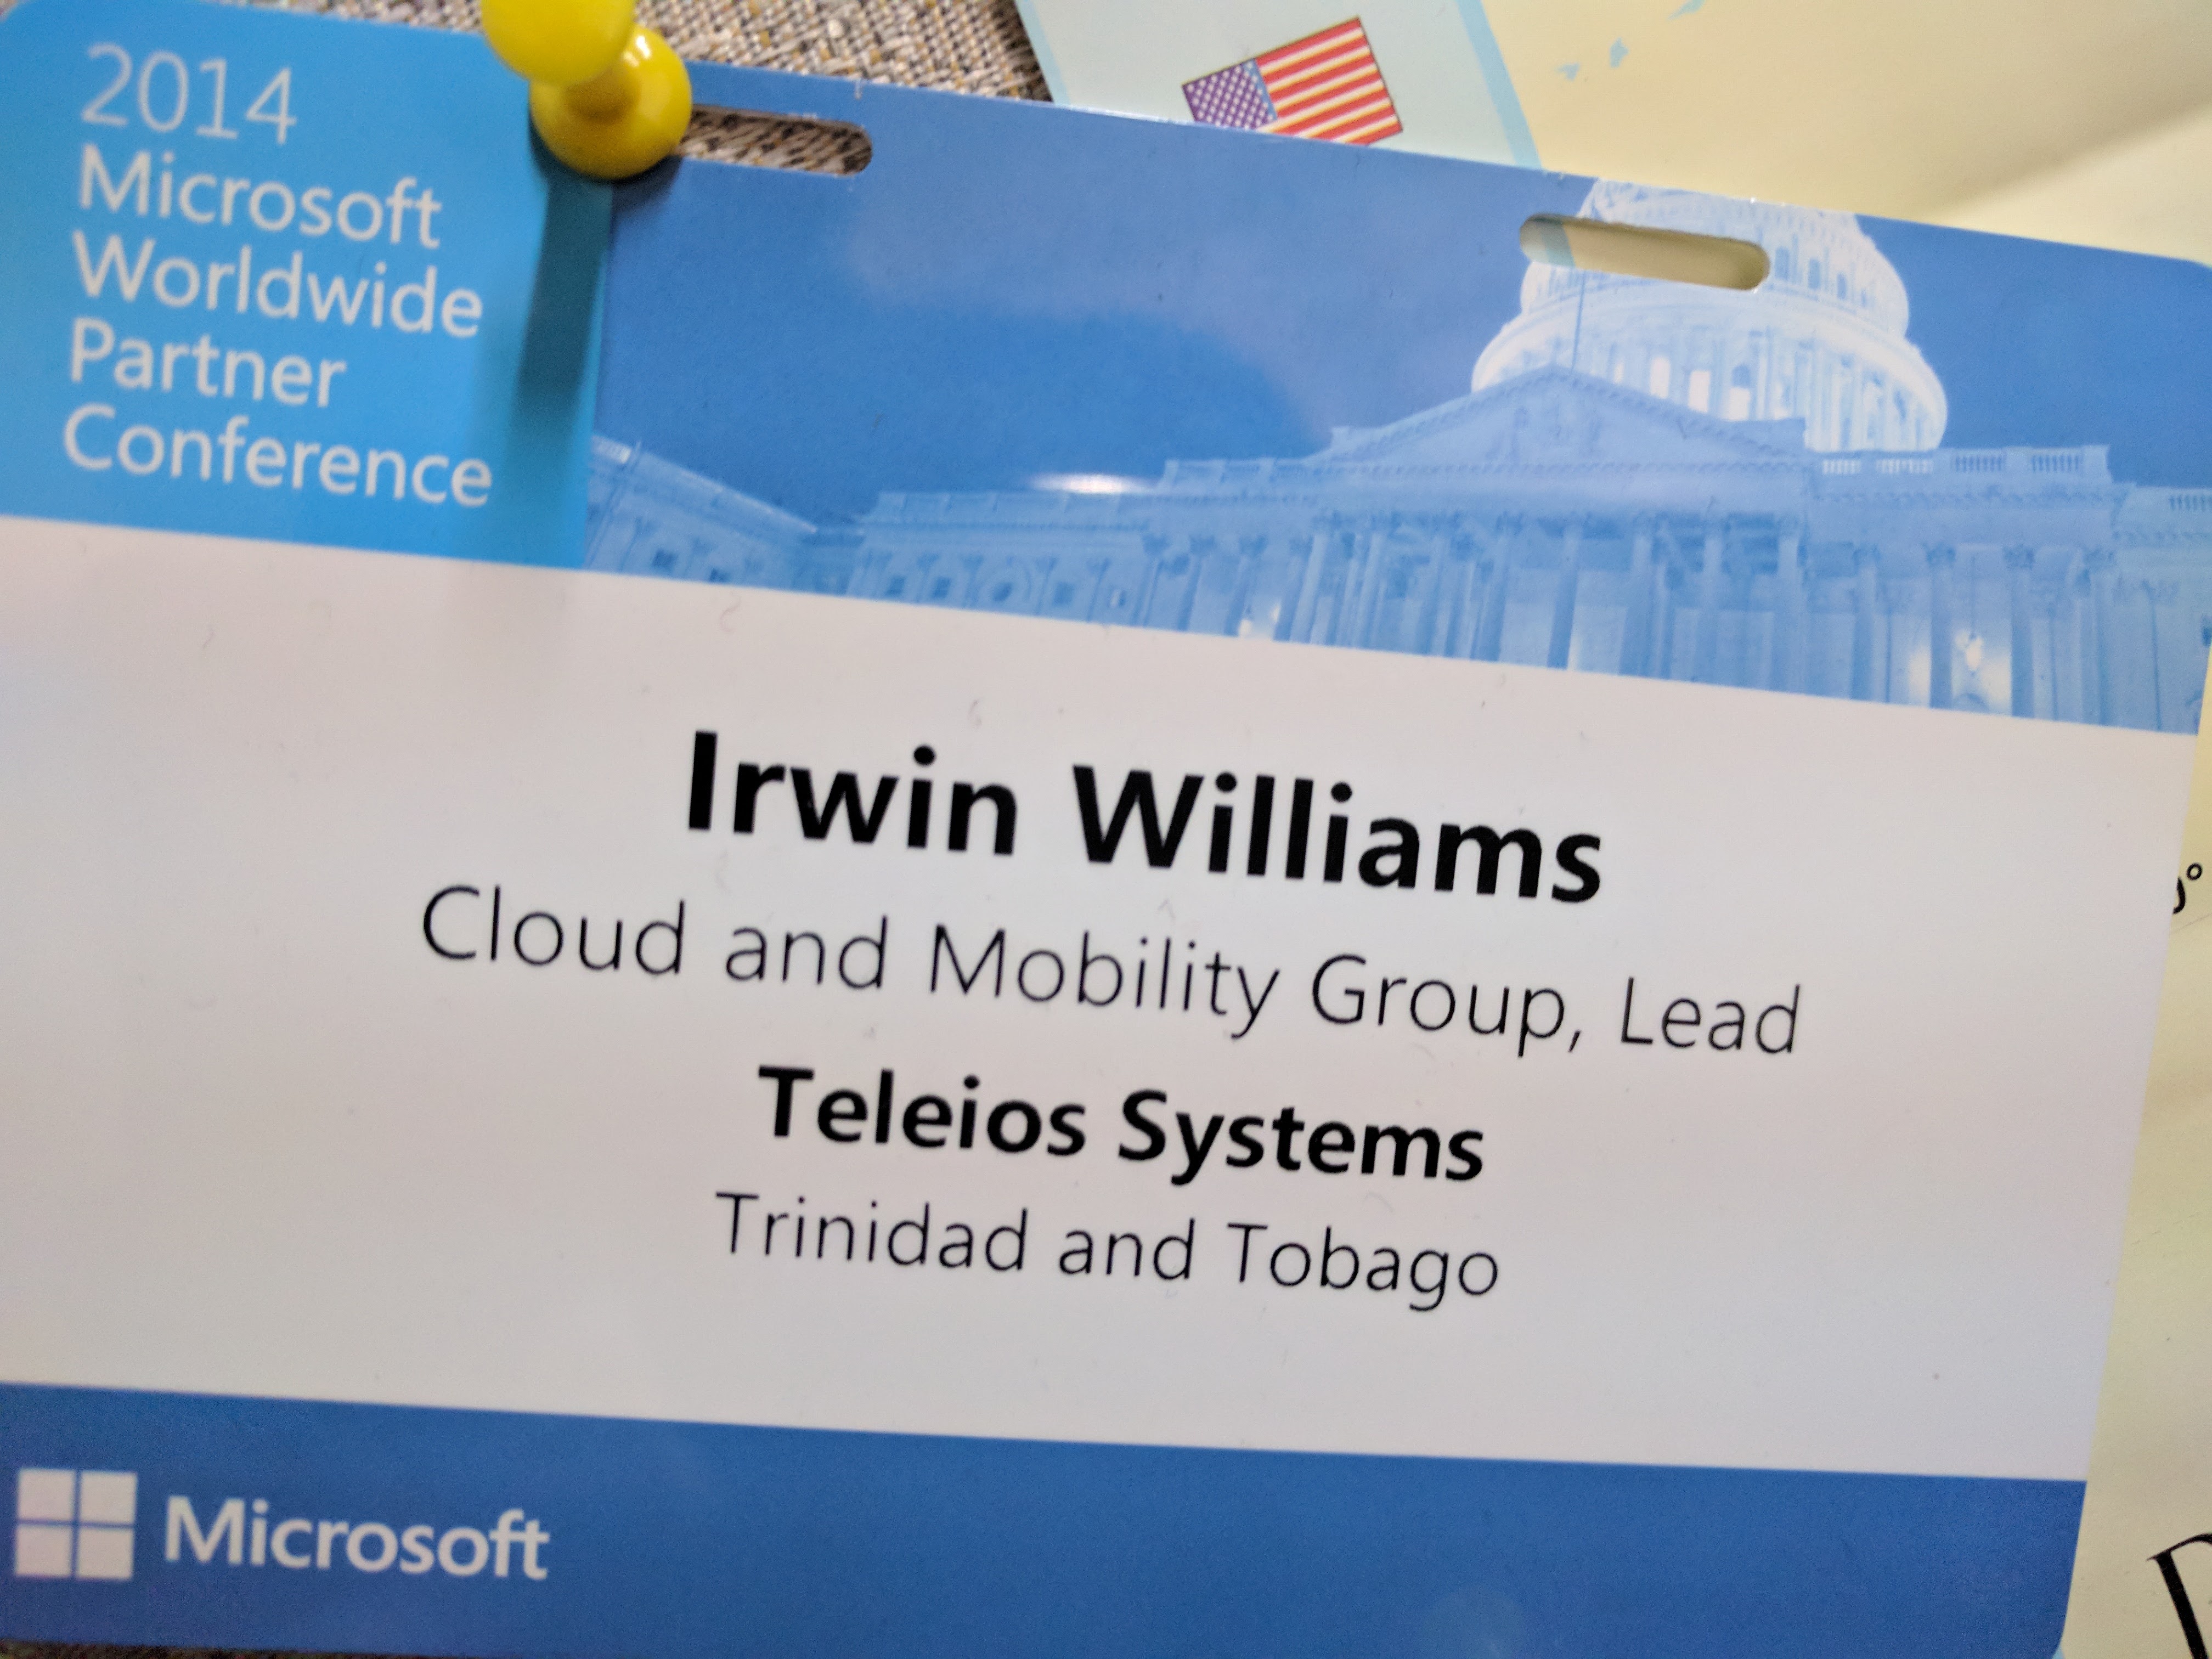 2014
Microsoft
Worldwide
Partner
Conference
Irwin Williams
Cloud and Mobility Group, Lead
Teleios Systems
Trinidad and Tobago
Microsoft